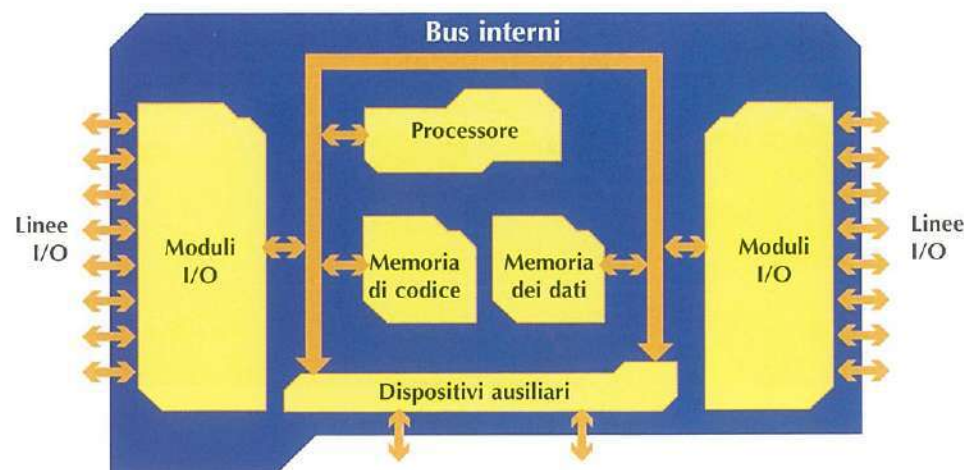 Bus interni
Processore
Linee
I/O
Moduli
I/O
Memoria
di codice
Memoria
dei dati
Moduli
I/O
Linee
I/O
Dispositivi ausiliari